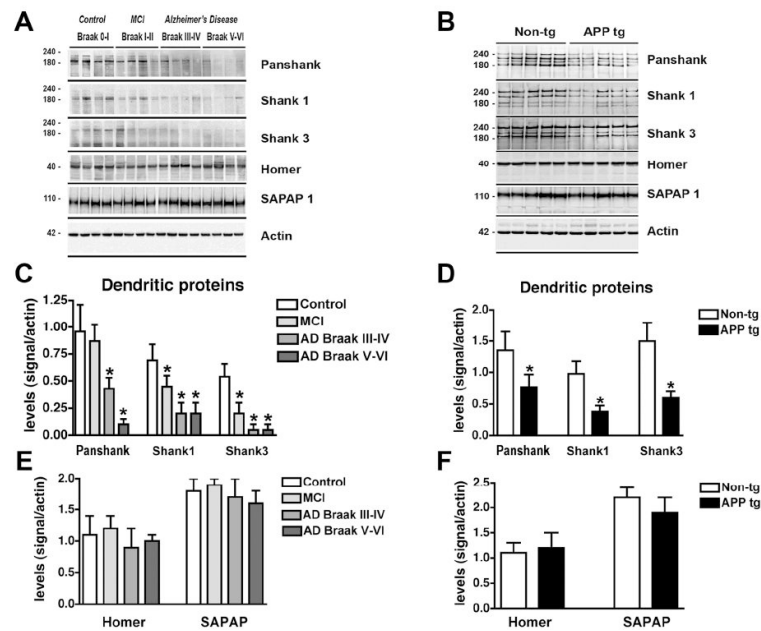 A
Control MCI Alzheimer's Disease
Braak 0-I Braak I-II Braak III-IV Braak V-VI
240 -
180 -
Panshank
240 -
180 -
Shank 1
240 -
180 -
Shank 3
40 -
Homer
110 -
SAPAP 1
42 -
Actin
B
Non-tg APP tg
240 -
180 -
Panshank
240 -
180 -
Shank 1
240 -
180 -
Shank 3
40 -
Homer
110 -
SAPAP 1
42 -
Actin
C
Dendritic proteins
levels (signal/actin)
1.25
1.00
0.75
0.50
0.25
0.00
* * * * * * * *
Panshank Shank1 Shank3
Control
MCI
AD Braak III-IV
AD Braak V-VI
D
Dendritic proteins
levels (signal/actin)
2.0
1.5
1.0
0.5
0.0
* * *
Panshank Shank1 Shank3
Non-tg
APP tg
E
levels (signal/actin)
2.0
1.5
1.0
0.5
0.0
Homer SAPAP
Control
MCI
AD Braak III-IV
AD Braak V-VI
F
levels (signal/actin)
2.5
2.0
1.5
1.0
0.5
0.0
Homer SAPAP
Non-tg
APP tg